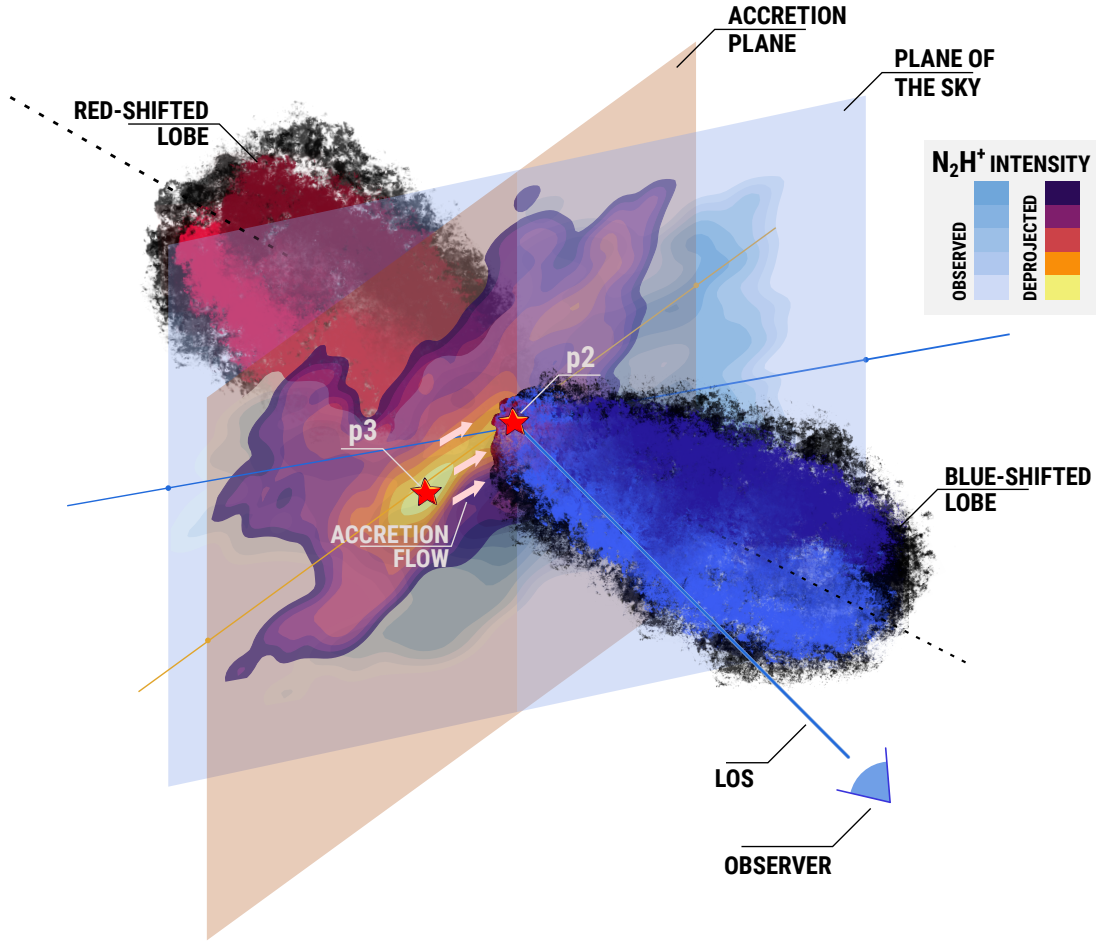 ACCRETION
PLANE
PLANE OF
THE SKY
RED-SHIFTED
LOBE
N₂H⁺ INTENSITY
OBSERVED
DEPROJECTED
p2
p3
BLUE-SHIFTED
LOBE
ACCRETION
FLOW
LOS
OBSERVER